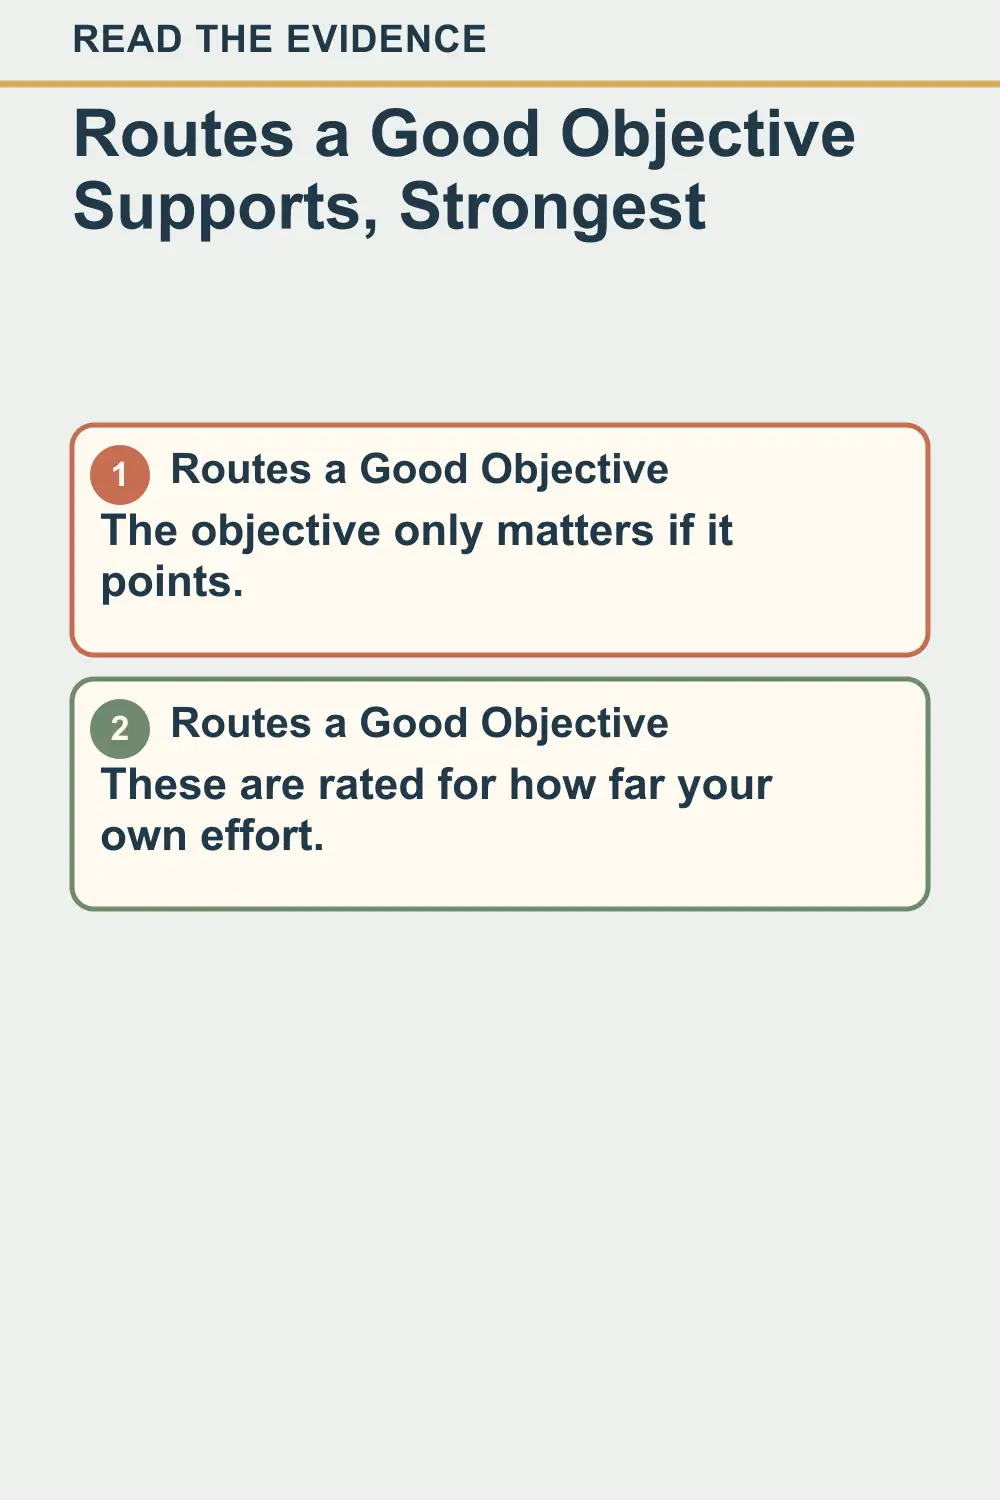 READ THE EVIDENCE
Routes a Good Objective
Supports, Strongest
1 Routes a Good Objective
The objective only matters if it
points.
2 Routes a Good Objective
These are rated for how far your
own effort.